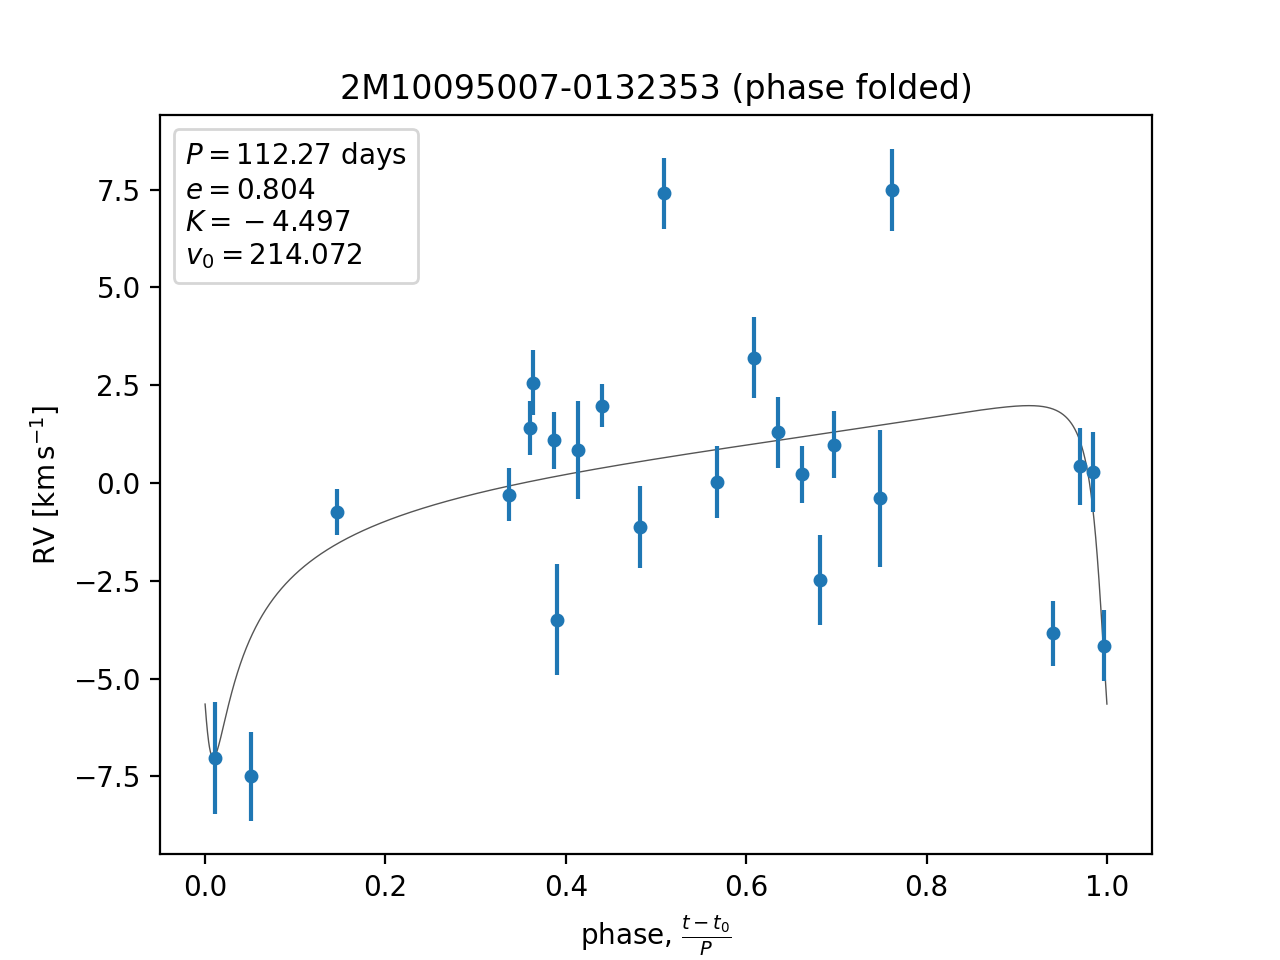 2M10095007-0132353 (phase folded)
P = 112.27 days
e = 0.804
K = −4.497
v₀ = 214.072
7.5
5.0
2.5
0.0
−2.5
−5.0
−7.5
RV [km s⁻¹]
0.0 0.2 0.4 0.6 0.8 1.0
phase, (t − t₀)/P